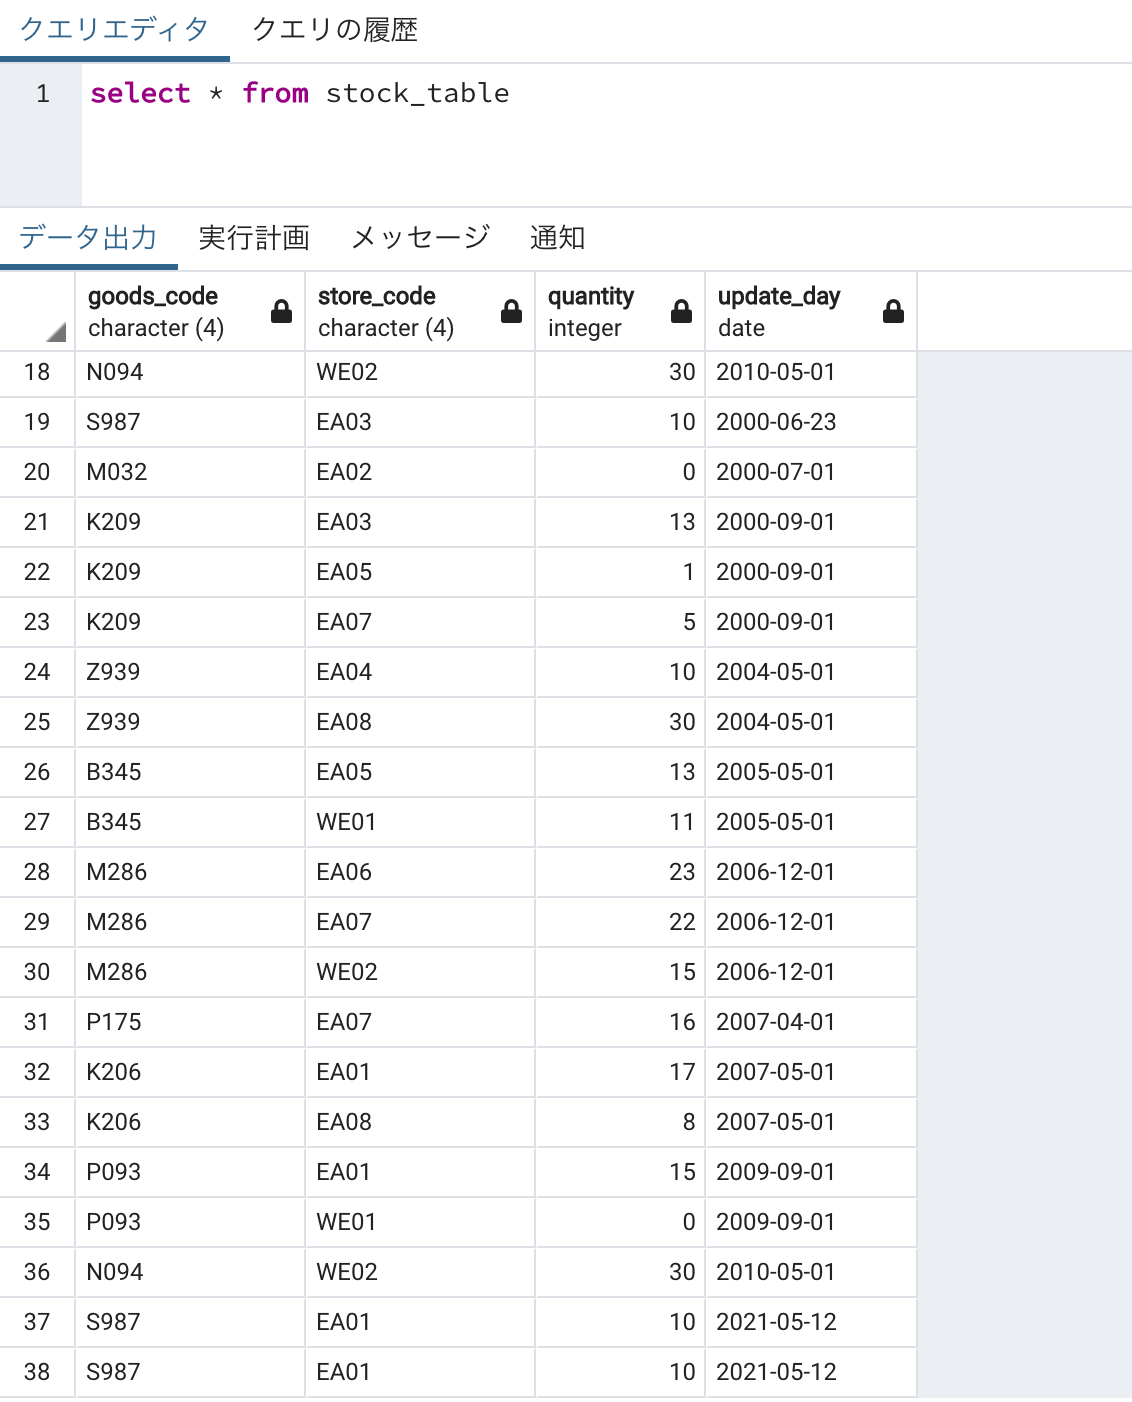 クエリエディタ クエリの履歴
1 select * from stock_table
データ出力 実行計画 メッセージ 通知
goods_code store_code quantity update_day
character (4) character (4) integer date
18 N094 WE02 30 2010-05-01
19 S987 EA03 10 2000-06-23
20 M032 EA02 0 2000-07-01
21 K209 EA03 13 2000-09-01
22 K209 EA05 1 2000-09-01
23 K209 EA07 5 2000-09-01
24 Z939 EA04 10 2004-05-01
25 Z939 EA08 30 2004-05-01
26 B345 EA05 13 2005-05-01
27 B345 WE01 11 2005-05-01
28 M286 EA06 23 2006-12-01
29 M286 EA07 22 2006-12-01
30 M286 WE02 15 2006-12-01
31 P175 EA07 16 2007-04-01
32 K206 EA01 17 2007-05-01
33 K206 EA08 8 2007-05-01
34 P093 EA01 15 2009-09-01
35 P093 WE01 0 2009-09-01
36 N094 WE02 30 2010-05-01
37 S987 EA01 10 2021-05-12
38 S987 EA01 10 2021-05-12